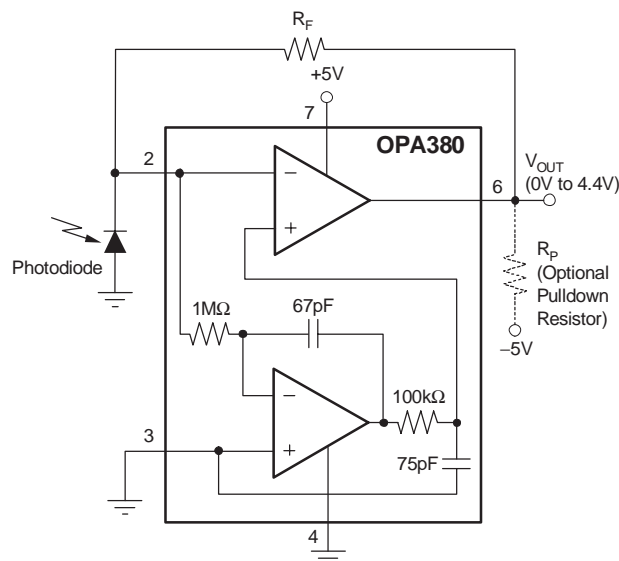 R_F
+5V
7
OPA380
2
6
V_OUT
(0V to 4.4V)
−
+
R_P
(Optional
Pulldown
Resistor)
−5V
Photodiode
1MΩ
67pF
100kΩ
−
+
3
75pF
4